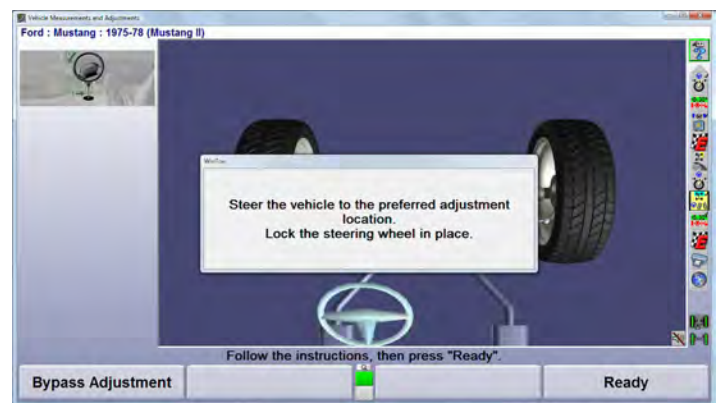 Vehicle Measurements and Adjustments
Ford : Mustang : 1975-78 (Mustang II)
Steer the vehicle to the preferred adjustment
location.
Lock the steering wheel in place.
Follow the instructions, then press "Ready".
Bypass Adjustment
Ready